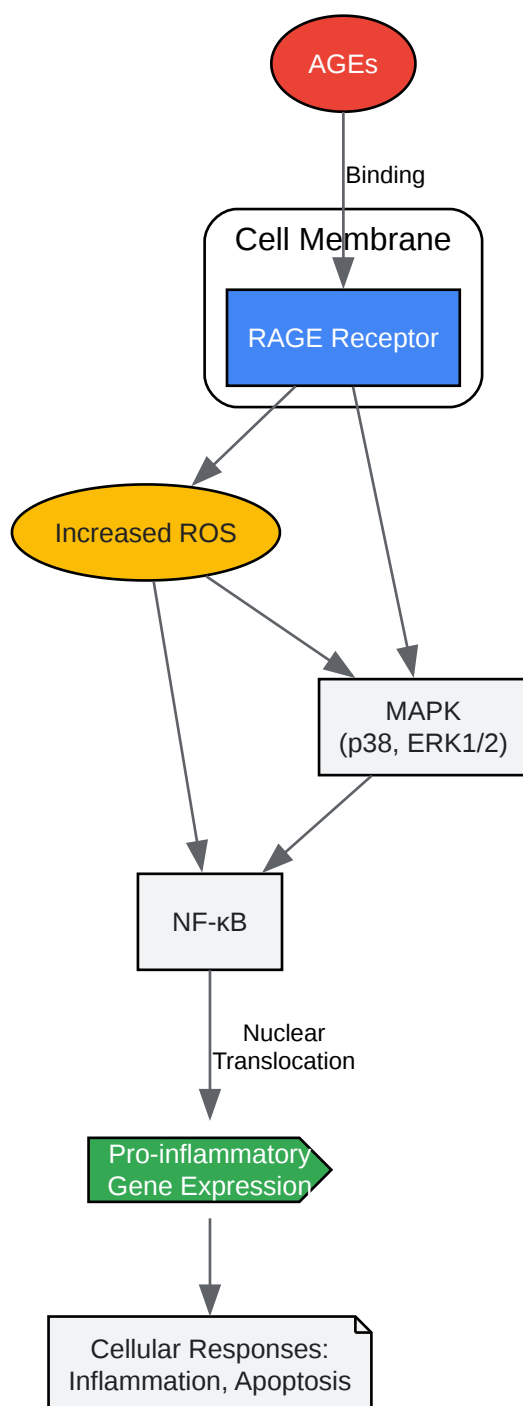 AGEs
Binding
Cell Membrane
RAGE Receptor
Increased ROS
MAPK
(p38, ERK1/2)
NF-κB
Nuclear
Translocation
Pro-inflammatory
Gene Expression
Cellular Responses:
Inflammation, Apoptosis